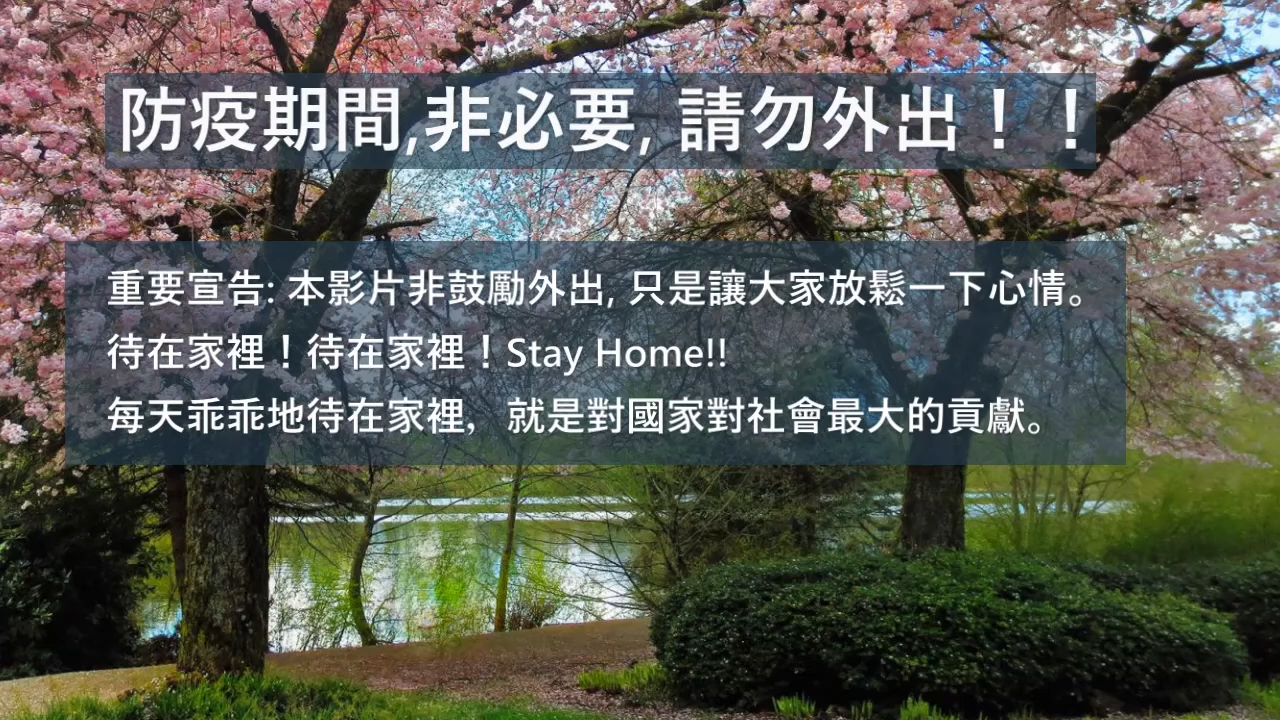 防疫期間,非必要, 請勿外出！！
重要宣告: 本影片非鼓勵外出, 只是讓大家放鬆一下心情。
待在家裡！待在家裡！Stay Home!!
每天乖乖地待在家裡， 就是對國家對社會最大的貢獻。